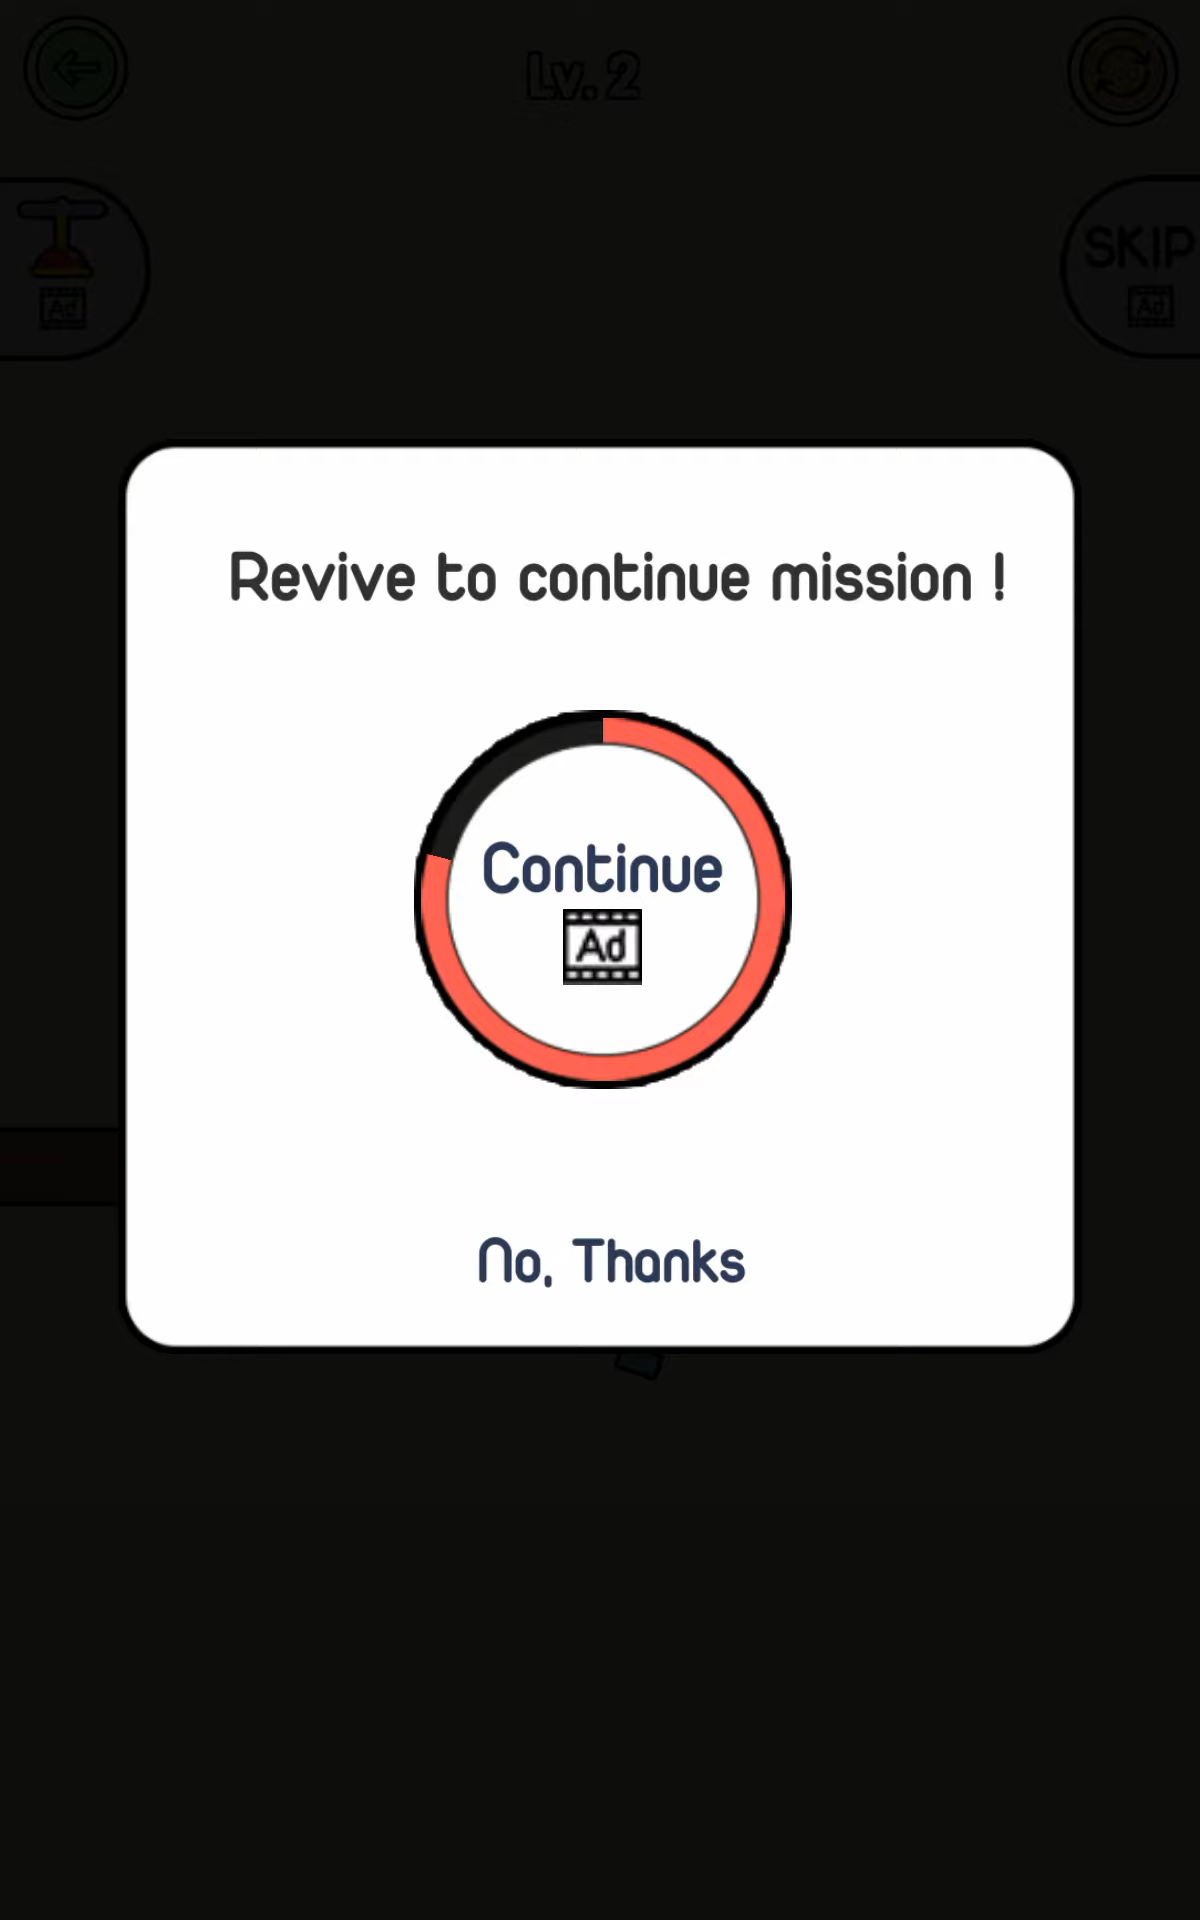 Lv. 2
Ad
SKIP
Ad
Revive to continue mission !
Continue
Ad
No, Thanks